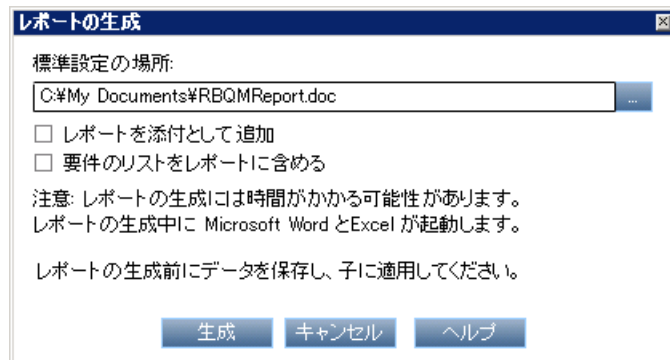 レポートの生成
標準設定の場所:
C:¥My Documents¥RBQMReport.doc
...
レポートを添付として追加
要件のリストをレポートに含める
注意: レポートの生成には時間がかかる可能性があります。
レポートの生成中に Microsoft Word とExcel が起動します。
レポートの生成前にデータを保存し、子に適用してください。
生成 キャンセル ヘルプ